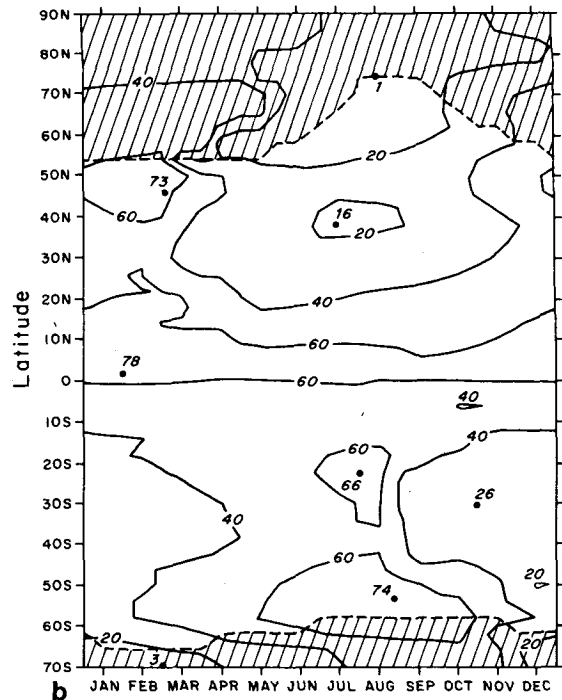 90N
80N
40
70N
1
60N
20
50N
73
60
16
40N
20
30N
20N
40
10N
60
78
0
60
40
10S
40
60
20S
66
26
30S
40
40S
60
20
50S
74
60S
20
20
3
70S
JAN FEB MAR APR MAY JUN JUL AUG SEP OCT NOV DEC
Latitude
b